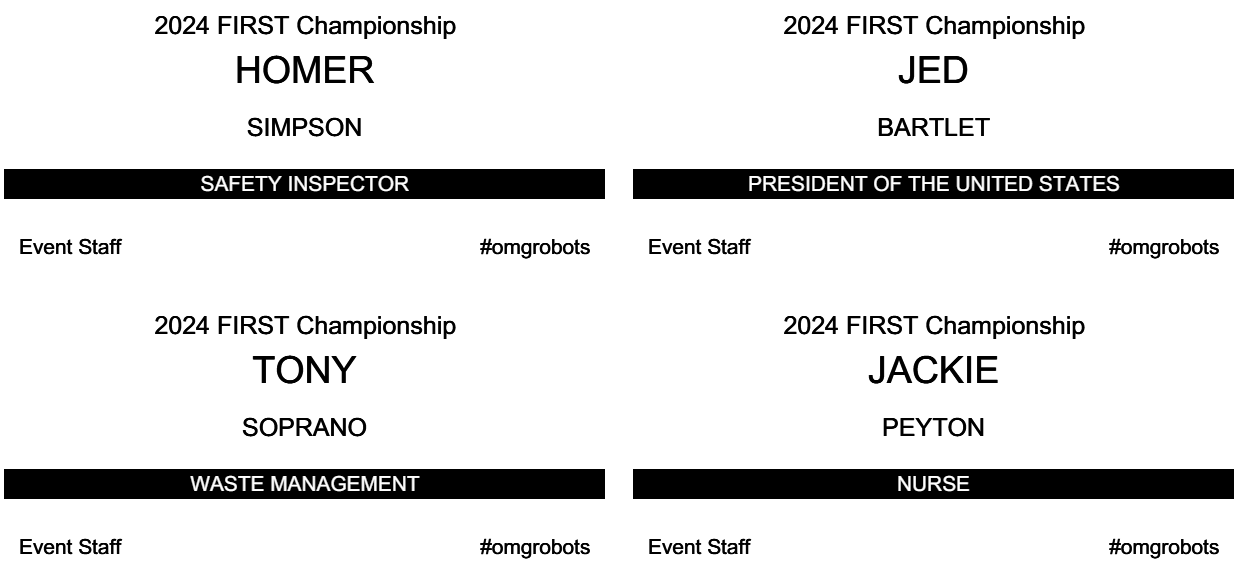 2024 FIRST Championship
HOMER
SIMPSON
SAFETY INSPECTOR
Event Staff #omgrobots
2024 FIRST Championship
JED
BARTLET
PRESIDENT OF THE UNITED STATES
Event Staff #omgrobots
2024 FIRST Championship
TONY
SOPRANO
WASTE MANAGEMENT
Event Staff #omgrobots
2024 FIRST Championship
JACKIE
PEYTON
NURSE
Event Staff #omgrobots